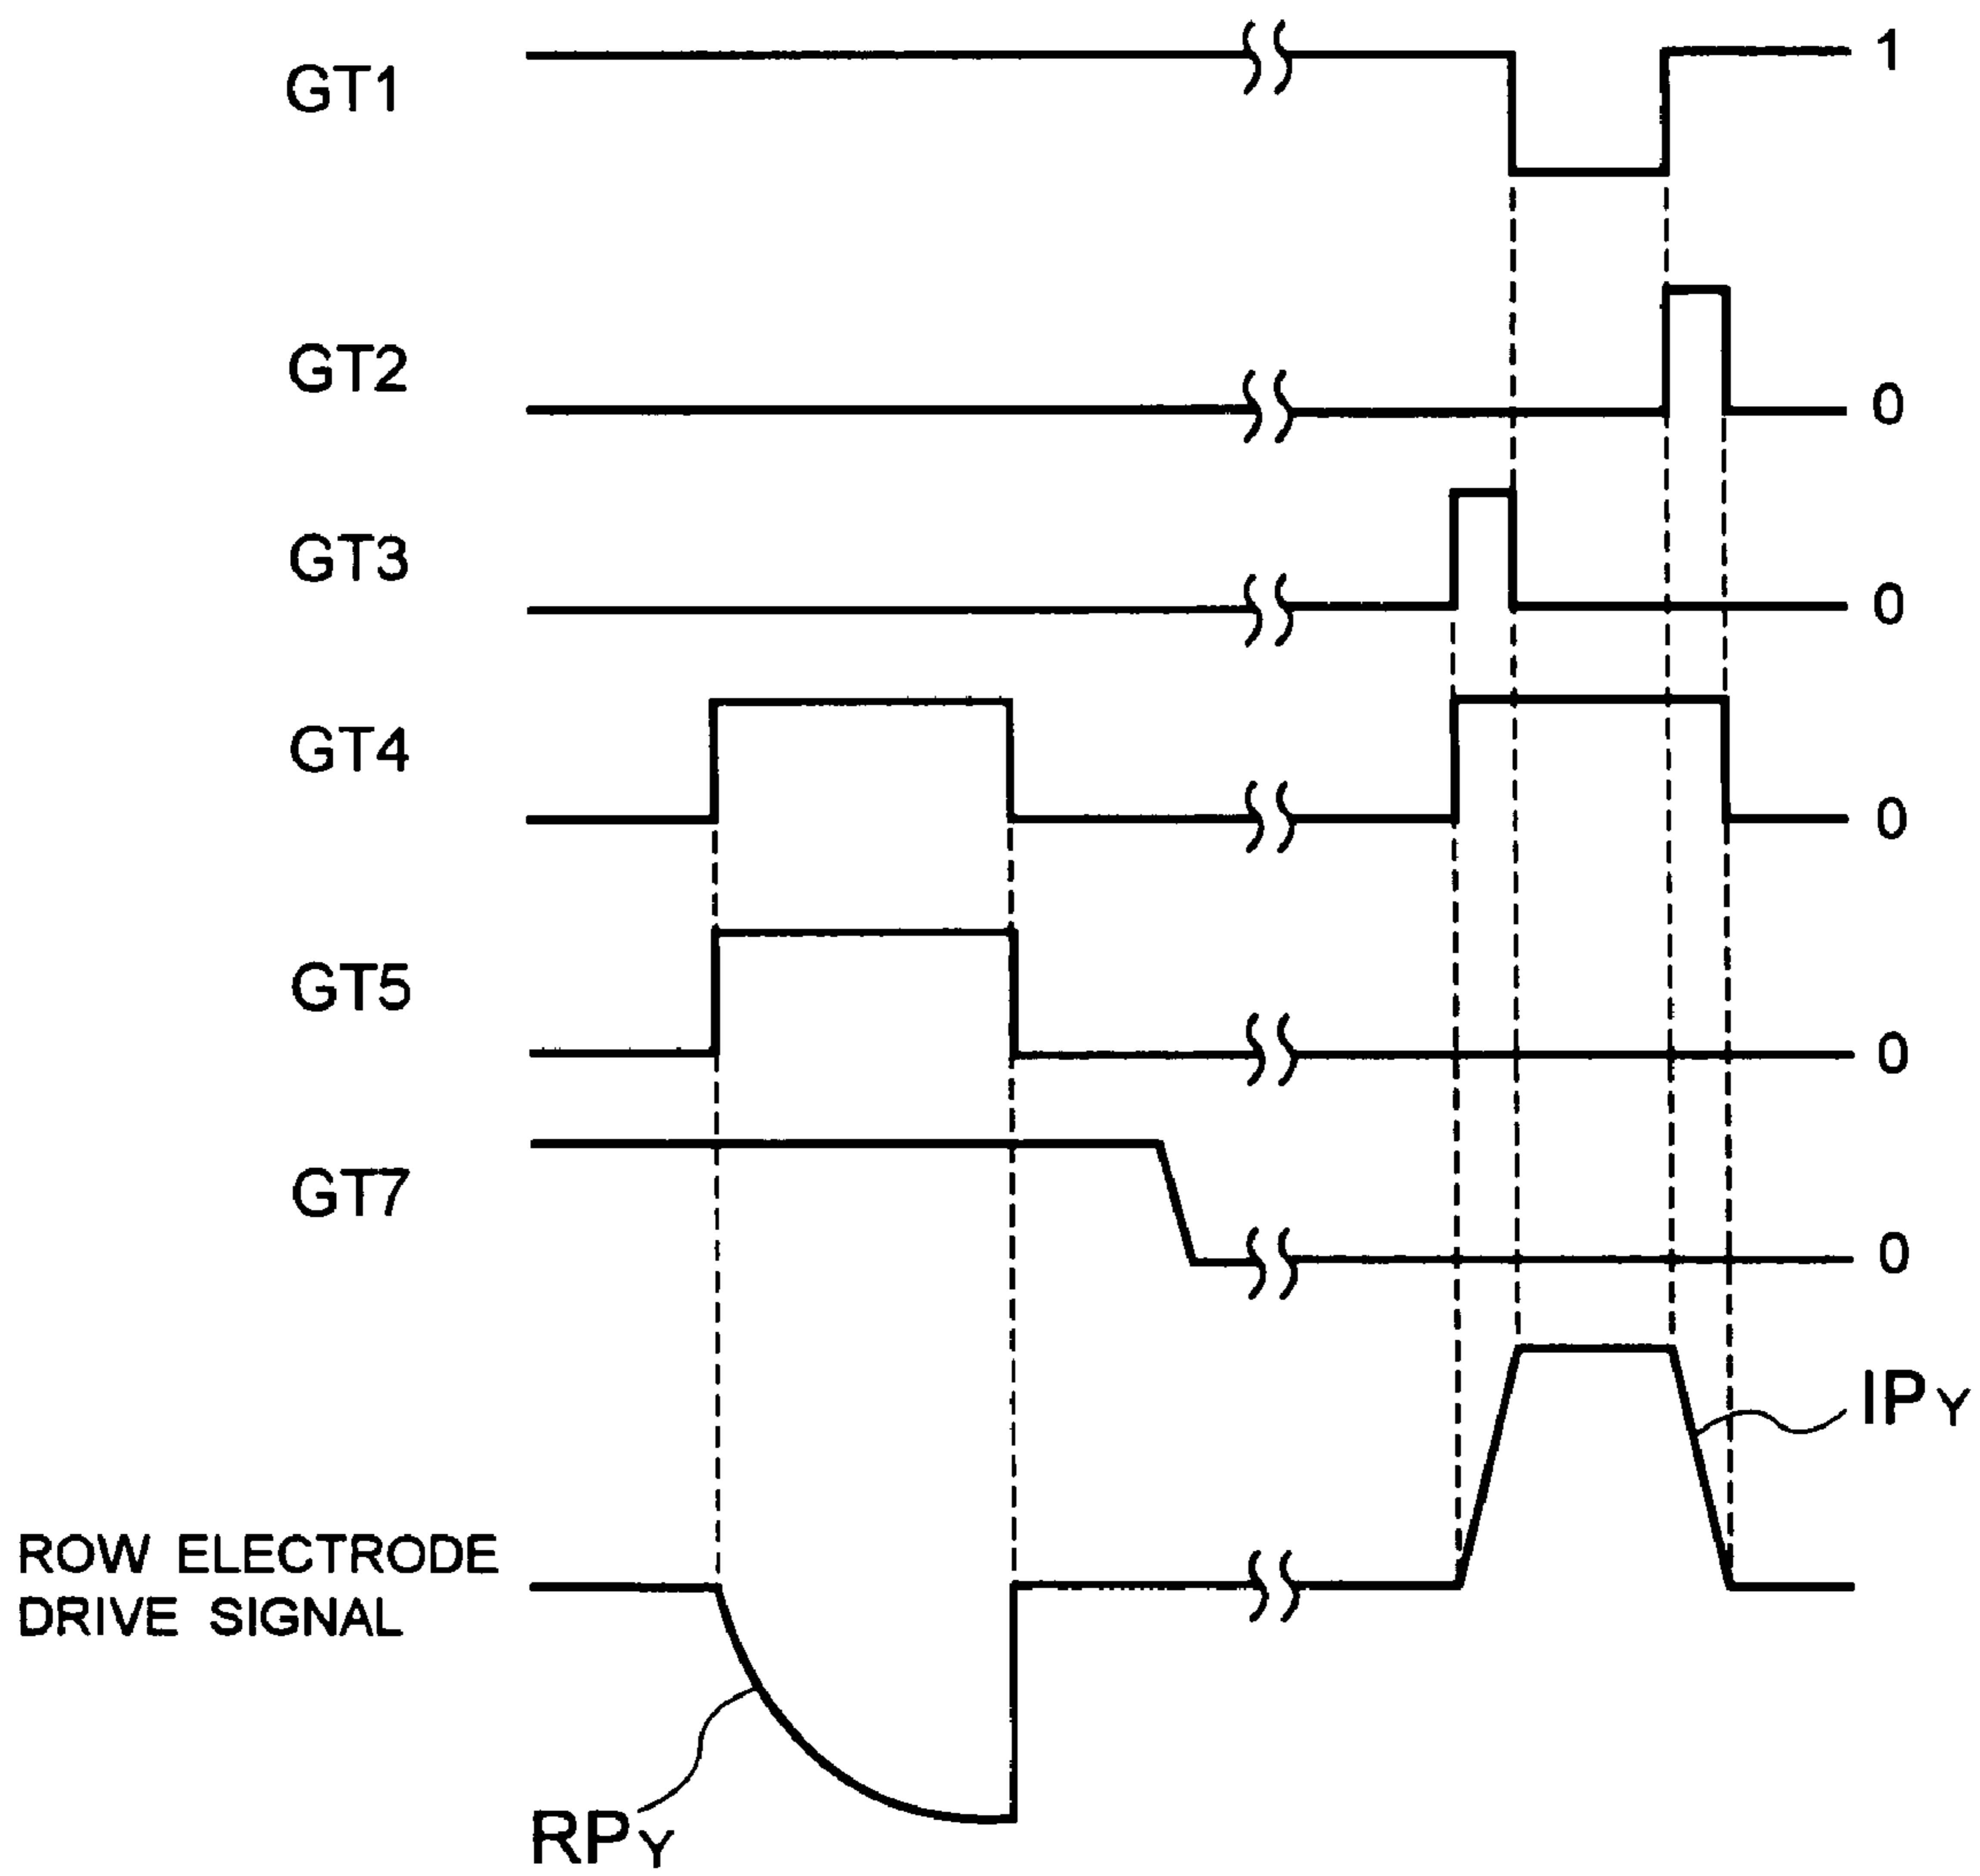 GT1 1
GT2 0
GT3 0
GT4 0
GT5 0
GT7 0
IPY
ROW ELECTRODE
DRIVE SIGNAL
RPY